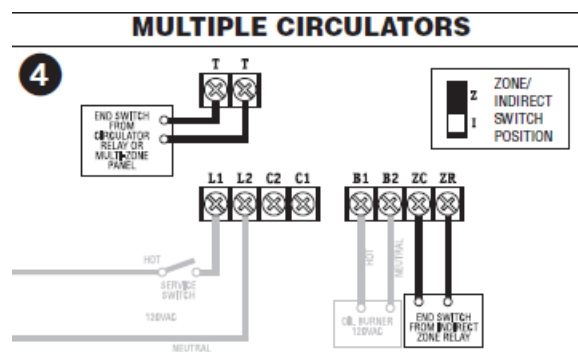 MULTIPLE CIRCULATORS
4
T T
END SWITCH
FROM
CIRCULATOR
RELAY OR
MULTI-ZONE
PANEL
Z
I
ZONE/
INDIRECT
SWITCH
POSITION
L1 L2 C2 C1
B1 B2 ZC ZR
HOT
SERVICE
SWITCH
120VAC
NEUTRAL
HOT
NEUTRAL
OIL BURNER
120VAC
END SWITCH
FROM INDIRECT
ZONE RELAY